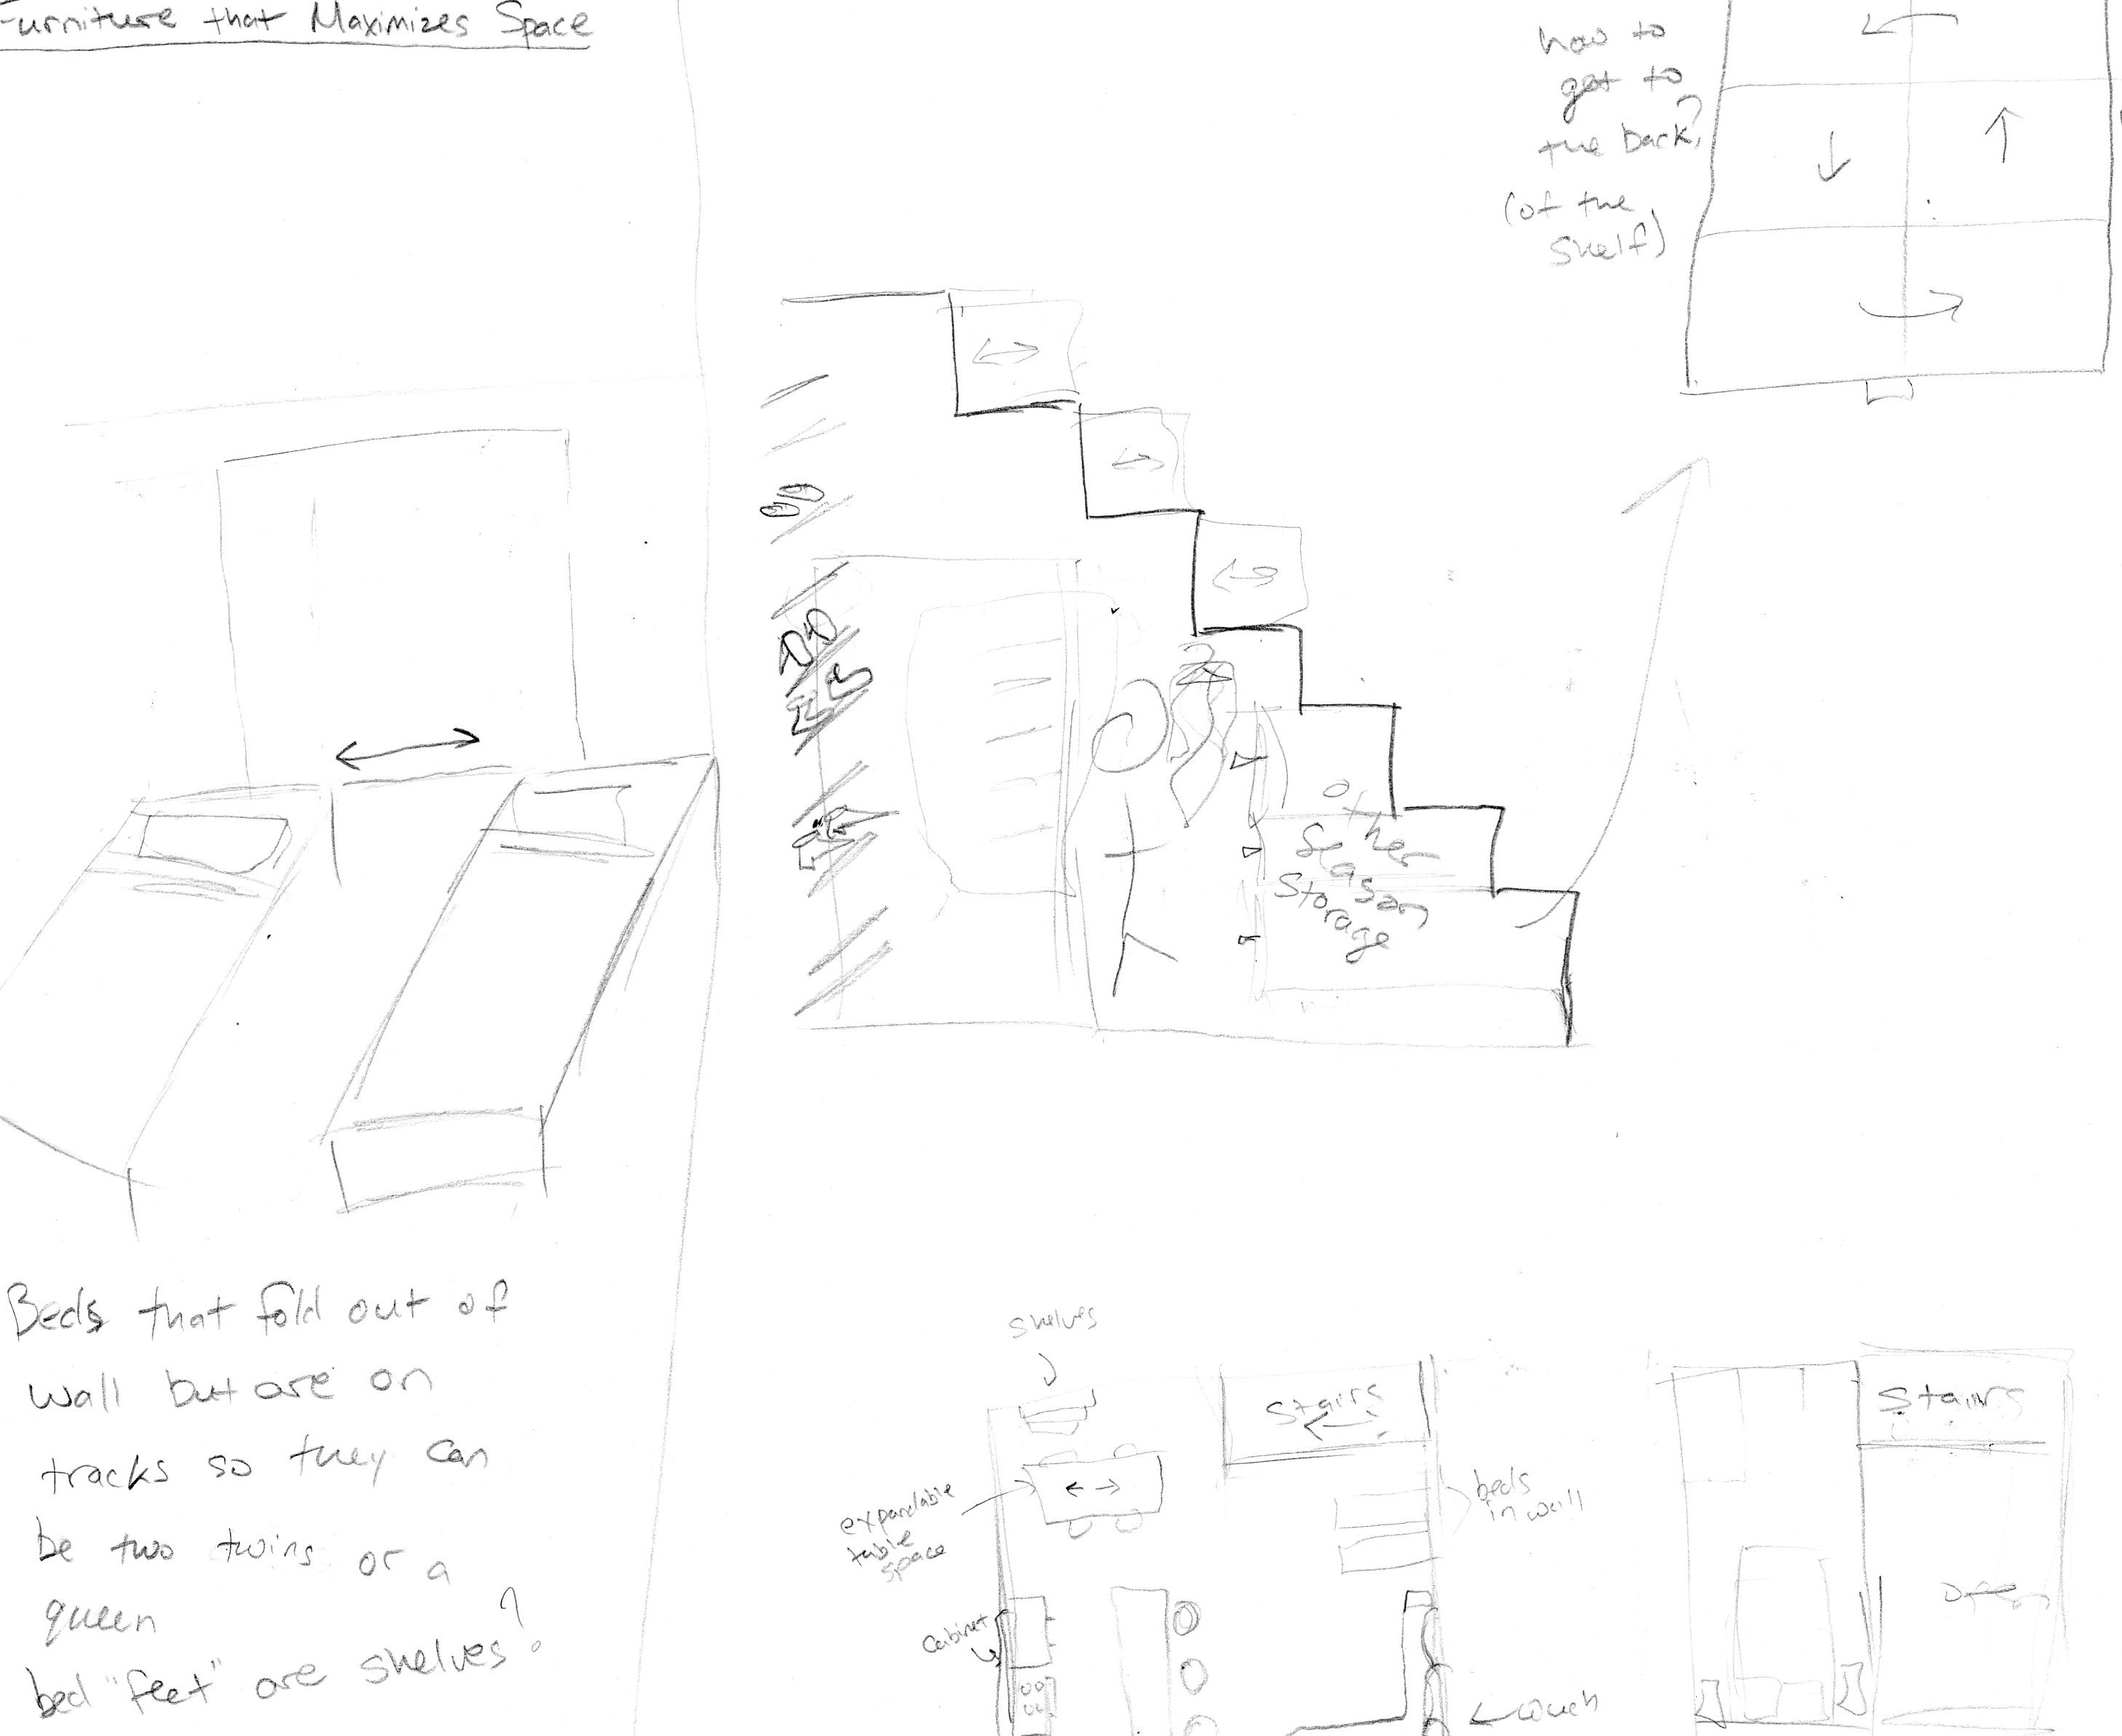 Furniture that Maximizes Space
how to
get to
the back?
(of the
shelf)
other
Season
Storage
Beds that fold out of
wall but are on
tracks so they can
be two twins or a
queen
bed "feet" are shelves?
shelves
Stairs
expandable
table
space
beds
in wall
Cabinet
couch
Stairs